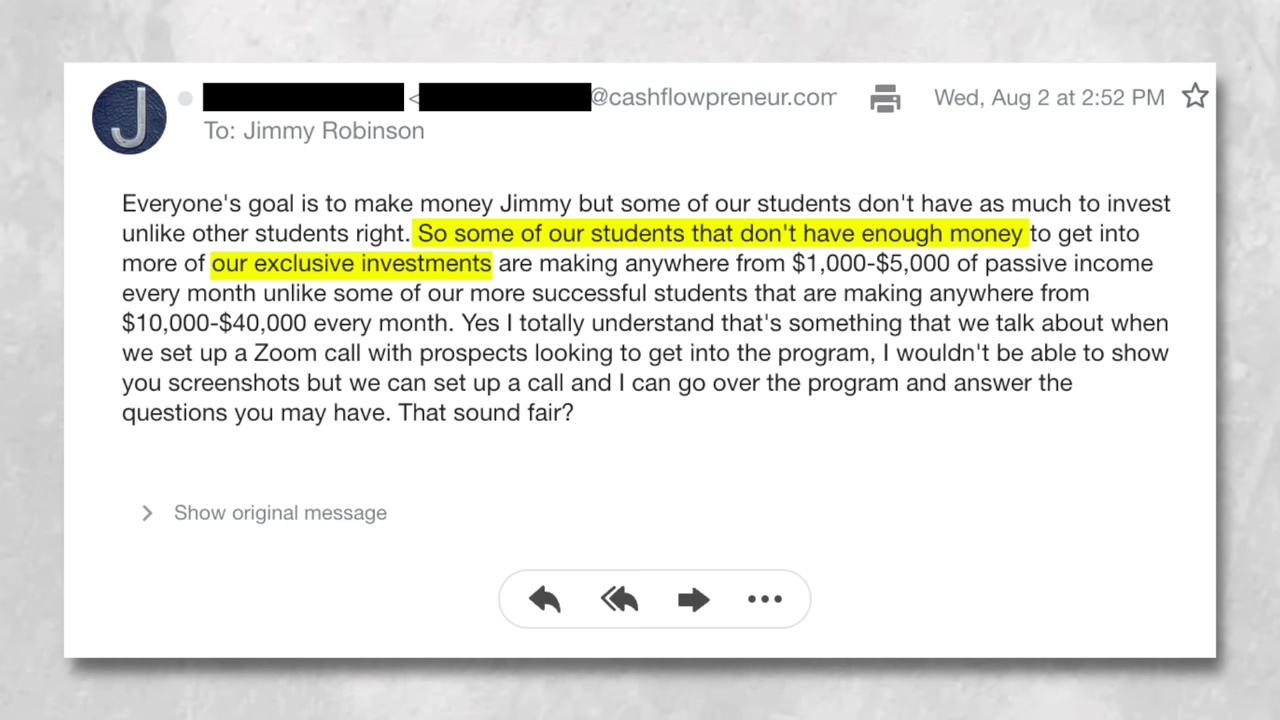 J
<
@cashflowpreneur.com
Wed, Aug 2 at 2:52 PM
To: Jimmy Robinson
Everyone's goal is to make money Jimmy but some of our students don't have as much to invest
unlike other students right. So some of our students that don't have enough money to get into
more of our exclusive investments are making anywhere from $1,000-$5,000 of passive income
every month unlike some of our more successful students that are making anywhere from
$10,000-$40,000 every month. Yes I totally understand that's something that we talk about when
we set up a Zoom call with prospects looking to get into the program, I wouldn't be able to show
you screenshots but we can set up a call and I can go over the program and answer the
questions you may have. That sound fair?
Show original message